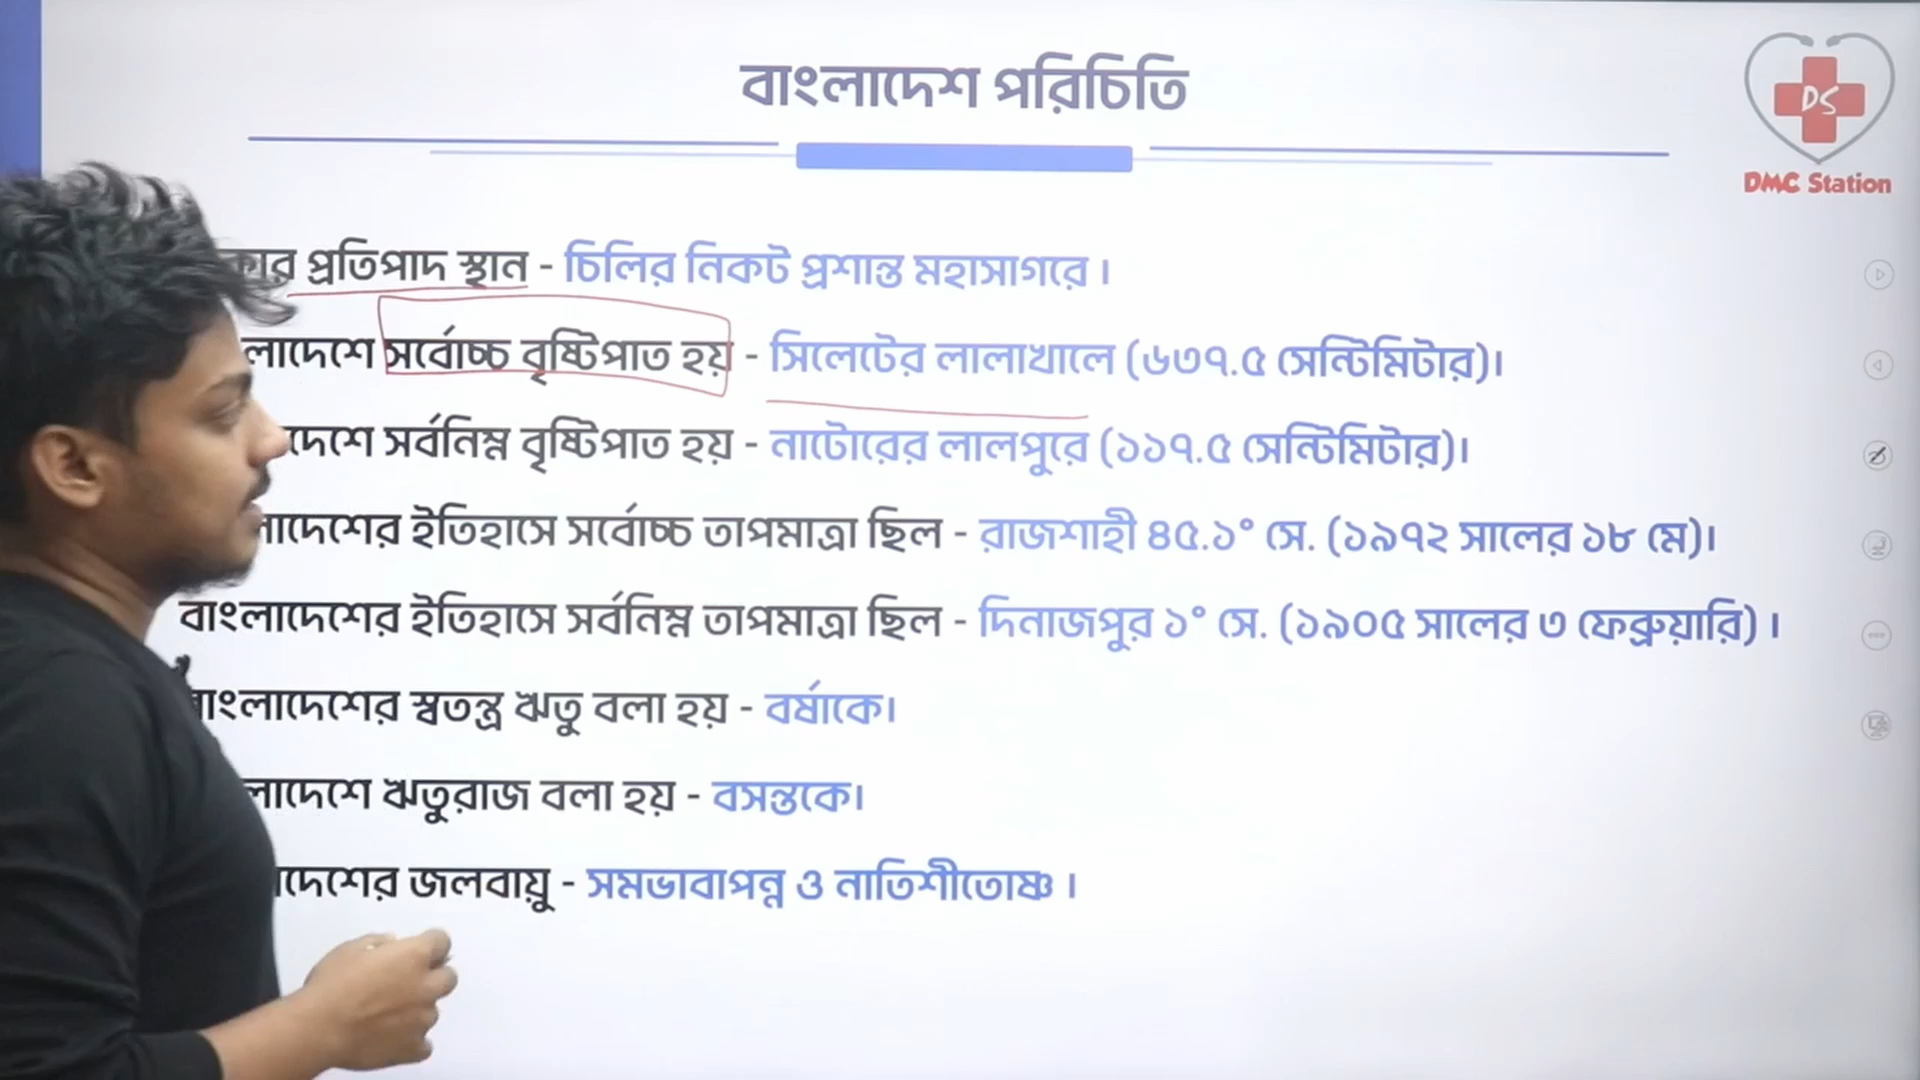 বাংলাদেশ পরিচিতি
DS
DMC Station
প্রতিপাদ স্থান - চিলির নিকট প্রশান্ত মহাসাগরে ।
লাদেশে সর্বোচ্চ বৃষ্টিপাত হয় - সিলেটের লালাখালে (৬৩৭.৫ সেন্টিমিটার)।
দেশে সর্বনিম্ন বৃষ্টিপাত হয় - নাটোরের লালপুরে (১১৭.৫ সেন্টিমিটার)।
লাদেশের ইতিহাসে সর্বোচ্চ তাপমাত্রা ছিল - রাজশাহী ৪৫.১° সে. (১৯৭২ সালের ১৮ মে)।
বাংলাদেশের ইতিহাসে সর্বনিম্ন তাপমাত্রা ছিল - দিনাজপুর ১° সে. (১৯০৫ সালের ৩ ফেব্রুয়ারি) ।
বাংলাদেশের স্বতন্ত্র ঋতু বলা হয় - বর্ষাকে।
লাদেশে ঋতুরাজ বলা হয় - বসন্তকে।
দেশের জলবায়ু - সমভাবাপন্ন ও নাতিশীতোষ্ণ ।